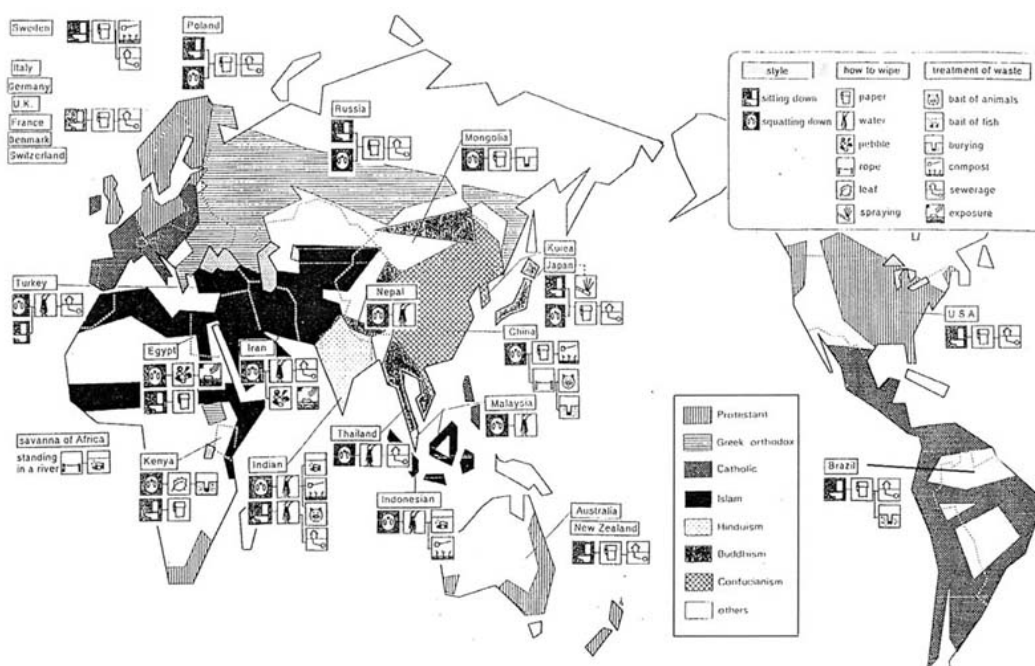 Sweden
Poland
Italy
Germany
U.K.
France
Denmark
Switzerland
Russia
Mongolia
style
how to wipe
treatment of waste
sitting down
squatting down
paper
water
pebble
rope
leaf
spraying
bait of animals
bait of fish
burying
compost
sewerage
exposure
Turkey
Korea
Japan
Nepal
China
U S A
Egypt
Iran
Malaysia
savanna of Africa
standing
in a river
Kenya
Indian
Thailand
Indonesian
Australia
New Zealand
Brazil
Protestant
Greek orthodox
Catholic
Islam
Hinduism
Buddhism
Confucianism
others